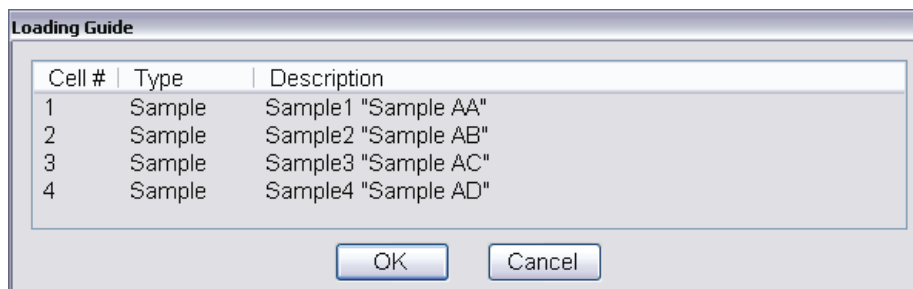 Loading Guide
Cell # Type Description
1 Sample Sample1 "Sample AA"
2 Sample Sample2 "Sample AB"
3 Sample Sample3 "Sample AC"
4 Sample Sample4 "Sample AD"
OK Cancel